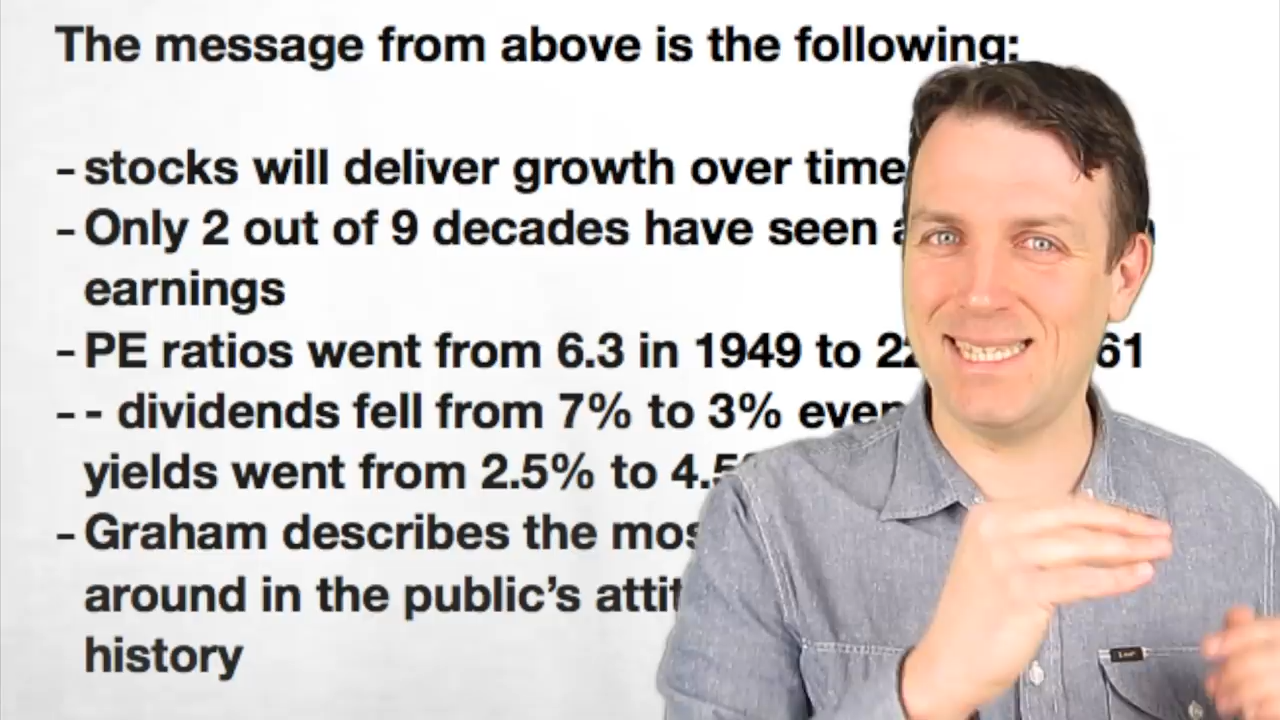 The message from above is the following:
- stocks will deliver growth over time
- Only 2 out of 9 decades have seen
earnings
- PE ratios went from 6.3 in 1949 to 61
- - dividends fell from 7% to 3% even
yields went from 2.5% to
- Graham describes the
around in the public's
history